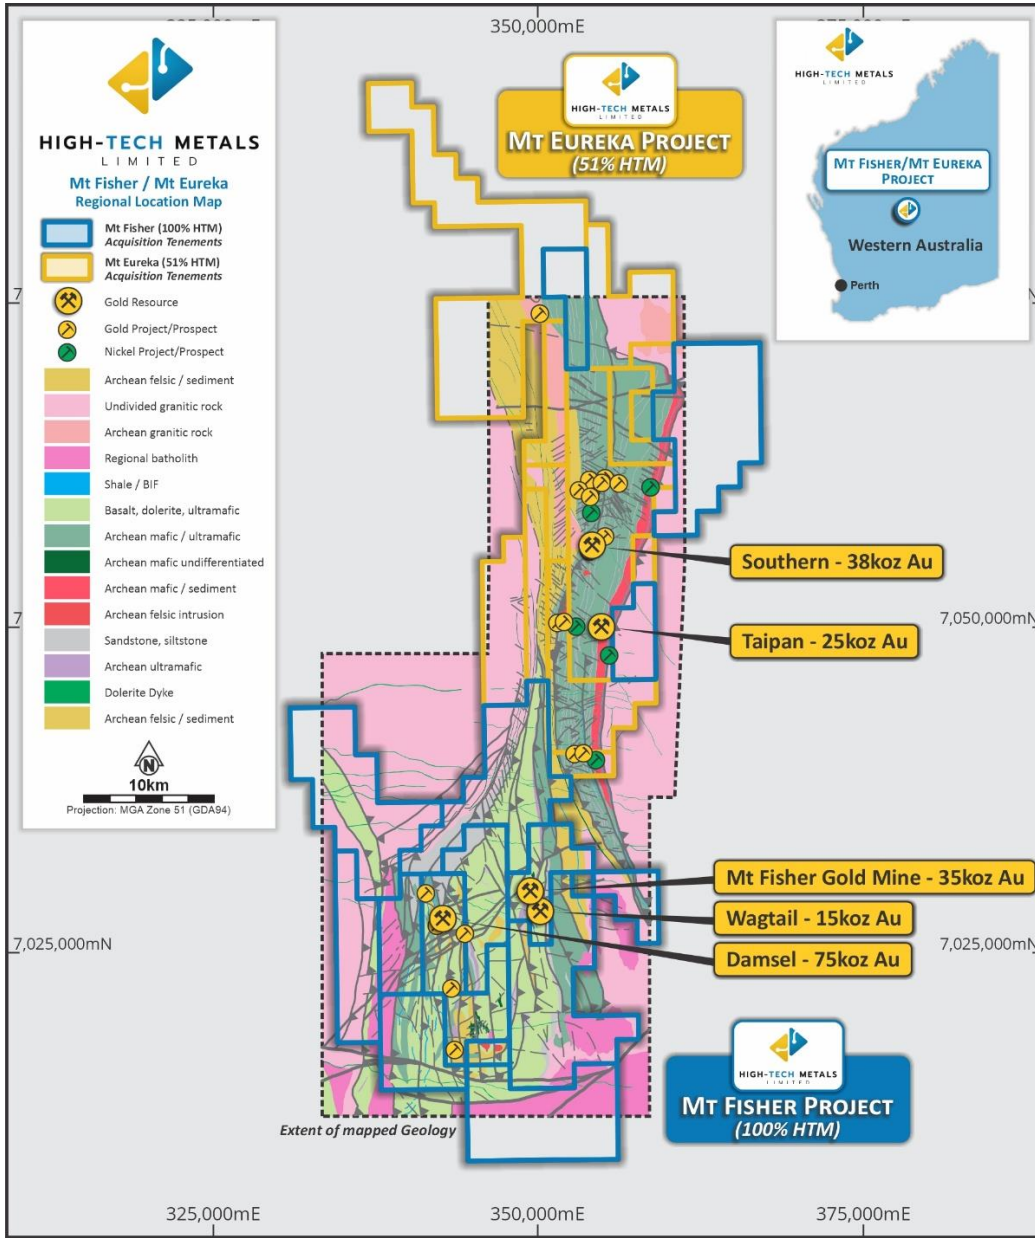 350,000mE
HIGH-TECH METALS
LIMITED
Mt Fisher / Mt Eureka
Regional Location Map
Mt Fisher (100% HTM)
Acquisition Tenements
Mt Eureka (51% HTM)
Acquisition Tenements
Gold Resource
Gold Project/Prospect
Nickel Project/Prospect
Archean felsic / sediment
Undivided granitic rock
Archean granitic rock
Regional batholith
Shale / BIF
Basalt, dolerite, ultramafic
Archean mafic / ultramafic
Archean mafic undifferentiated
Archean mafic / sediment
Archean felsic intrusion
Sandstone, siltstone
Archean ultramafic
Dolerite Dyke
Archean felsic / sediment
N
10km
Projection: MGA Zone 51 (GDA94)
HIGH-TECH METALS
LIMITED
MT EUREKA PROJECT
(51% HTM)
HIGH-TECH METALS
LIMITED
MT FISHER/MT EUREKA
PROJECT
Western Australia
Perth
Southern - 38koz Au
7,050,000mN
Taipan - 25koz Au
Mt Fisher Gold Mine - 35koz Au
Wagtail - 15koz Au
7,025,000mN
7,025,000mN
Damsel - 75koz Au
HIGH-TECH METALS
LIMITED
MT FISHER PROJECT
(100% HTM)
Extent of mapped Geology
325,000mE
350,000mE
375,000mE